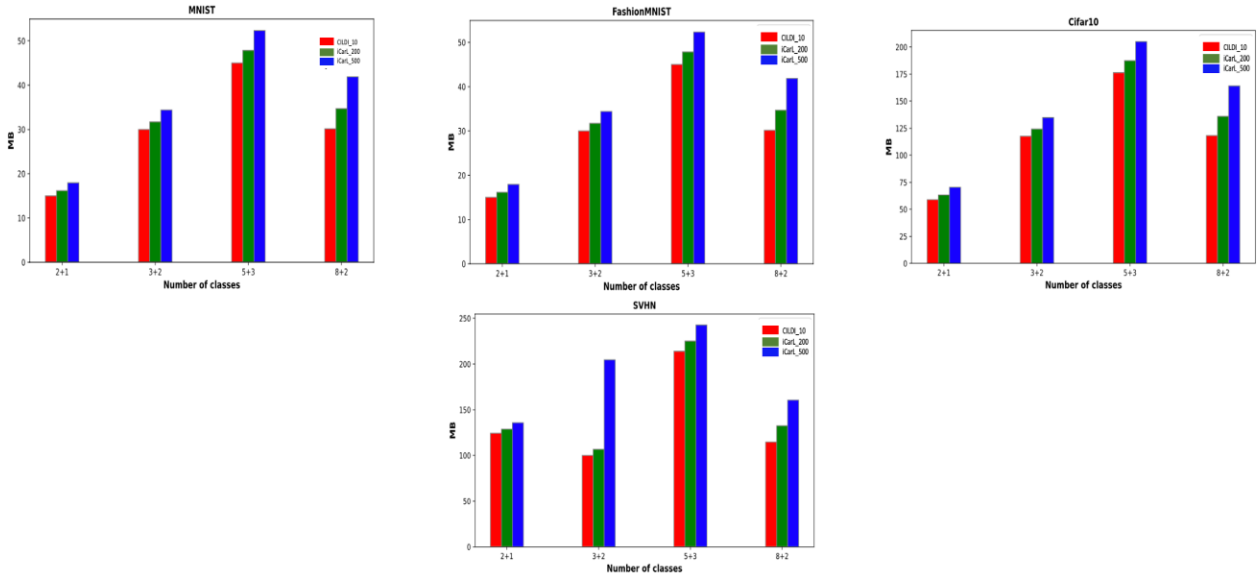 MNIST
50
40
30
20
10
0
MB
CILDI_10
iCarL_200
iCarL_500
2+1
3+2
5+3
8+2
Number of classes
FashionMNIST
50
40
30
20
10
0
MB
CILDI_10
iCarL_200
iCarL_500
2+1
3+2
5+3
8+2
Number of classes
Cifar10
200
175
150
125
100
75
50
25
0
MB
CILDI_10
iCarL_200
iCarL_500
2+1
3+2
5+3
8+2
Number of classes
SVHN
250
200
150
100
50
0
MB
CILDI_10
iCarL_200
iCarL_500
2+1
3+2
5+3
8+2
Number of classes